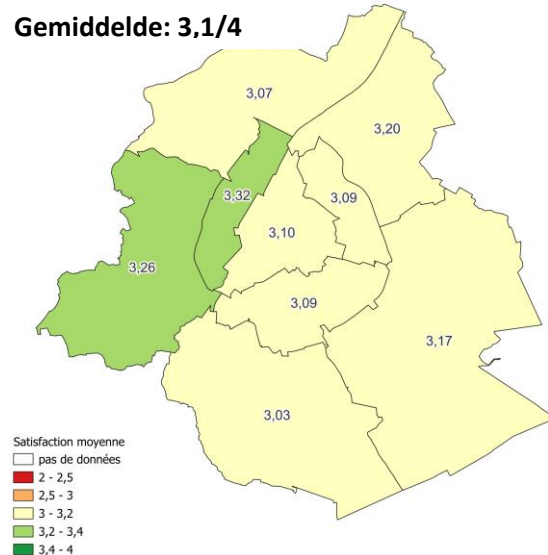 Gemiddelde: 3,1/4
3,07
3,20
3,32
3,09
3,10
3,26
3,09
3,17
3,03
Satisfaction moyenne
pas de données
2 - 2,5
2,5 - 3
3 - 3,2
3,2 - 3,4
3,4 - 4